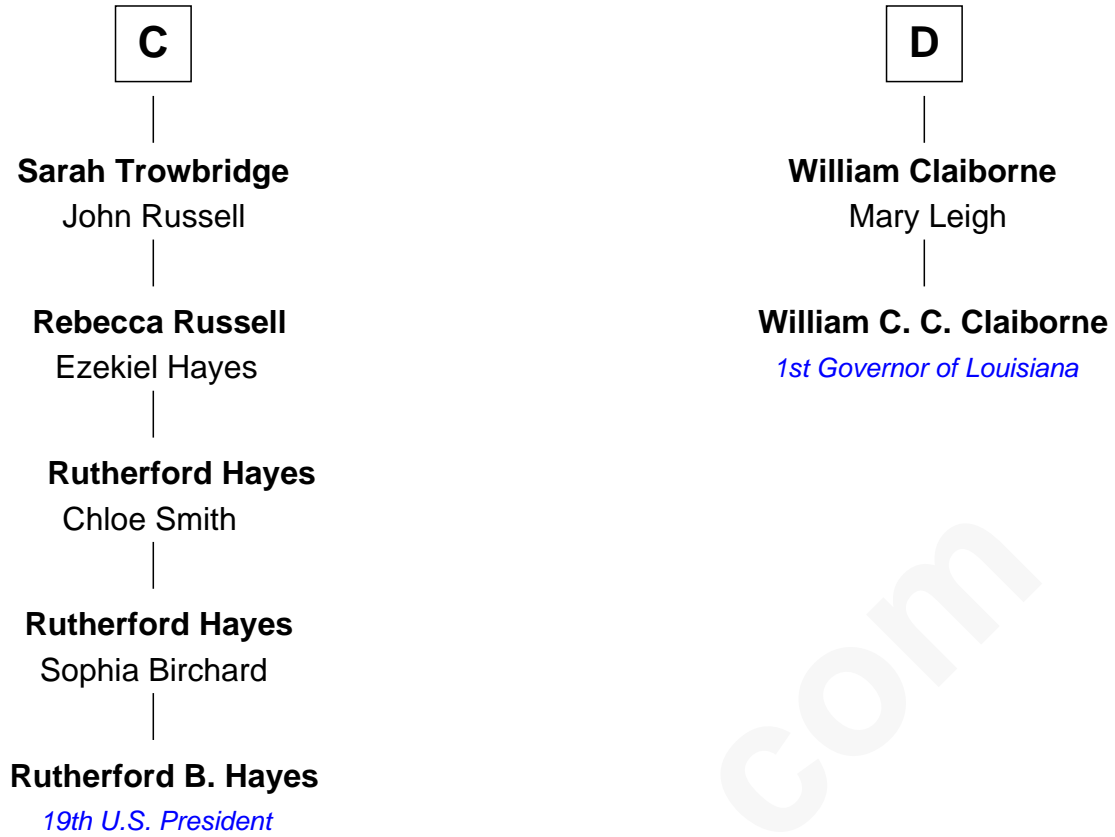 C
Sarah Trowbridge
John Russell
Rebecca Russell
Ezekiel Hayes
Rutherford Hayes
Chloe Smith
Rutherford Hayes
Sophia Birchard
Rutherford B. Hayes
19th U.S. President
D
William Claiborne
Mary Leigh
William C. C. Claiborne
1st Governor of Louisiana
com